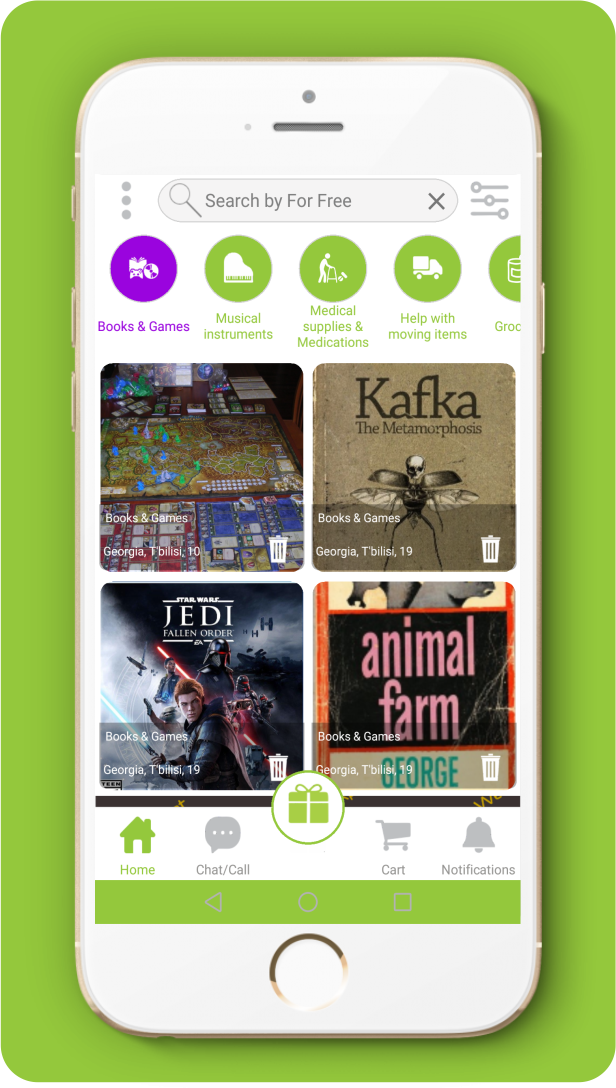 Search by For Free
Books & Games
Musical
instruments
Medical
supplies &
Medications
Help with
moving items
Groc
Books & Games
Georgia, T'bilisi, 10
Kafka
The Metamorphosis
Books & Games
Georgia, T'bilisi, 19
STAR WARS
JEDI
FALLEN ORDER
EA
Books & Games
Georgia, T'bilisi, 19
TEEN
animal
farm
Books & Games
GEORGE
Georgia, T'bilisi, 19
Home
Chat/Call
Cart
Notifications